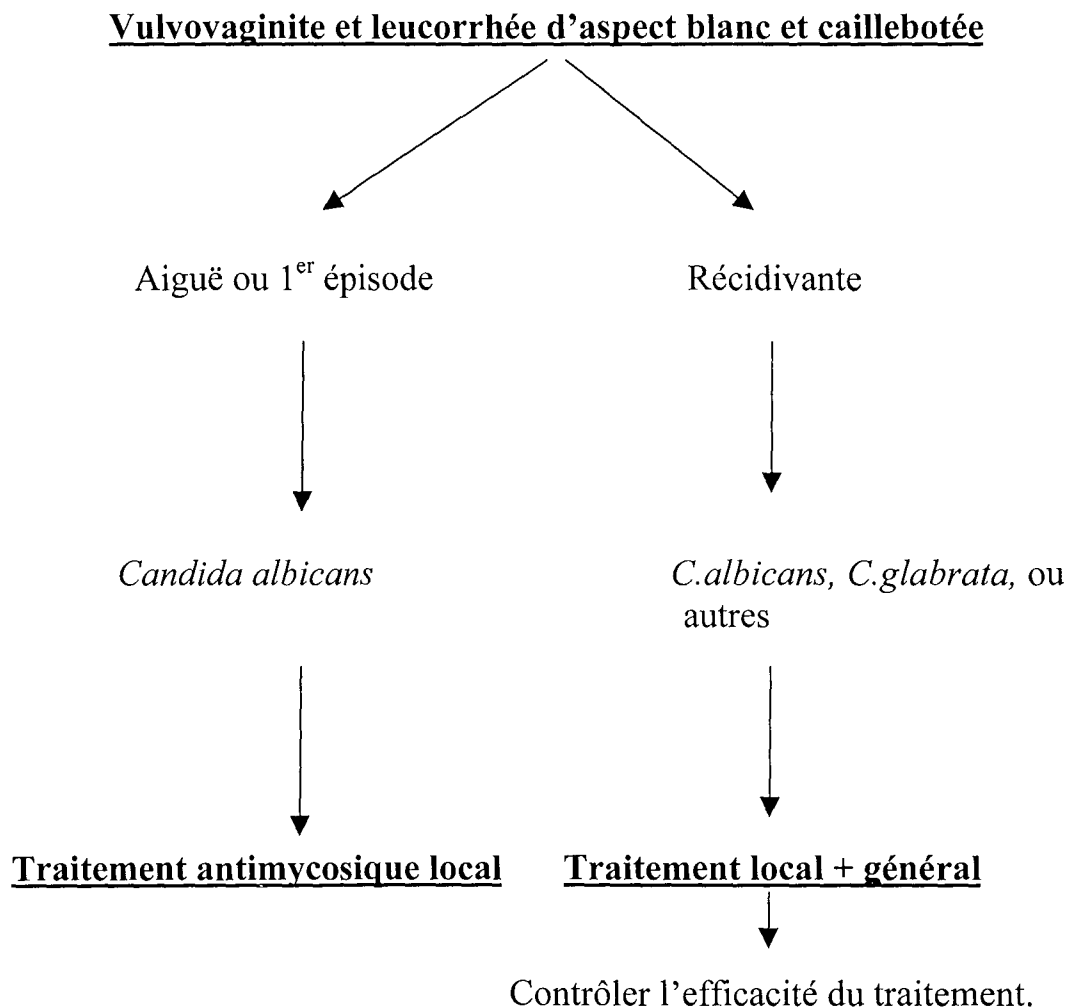 Vulvovaginite et leucorrhée d’aspect blanc et caillebotée
Aiguë ou 1er épisode
Récidivante
Candida albicans
C.albicans, C.glabrata, ou
autres
Traitement antimycosique local
Traitement local + général
Contrôler l’efficacité du traitement.